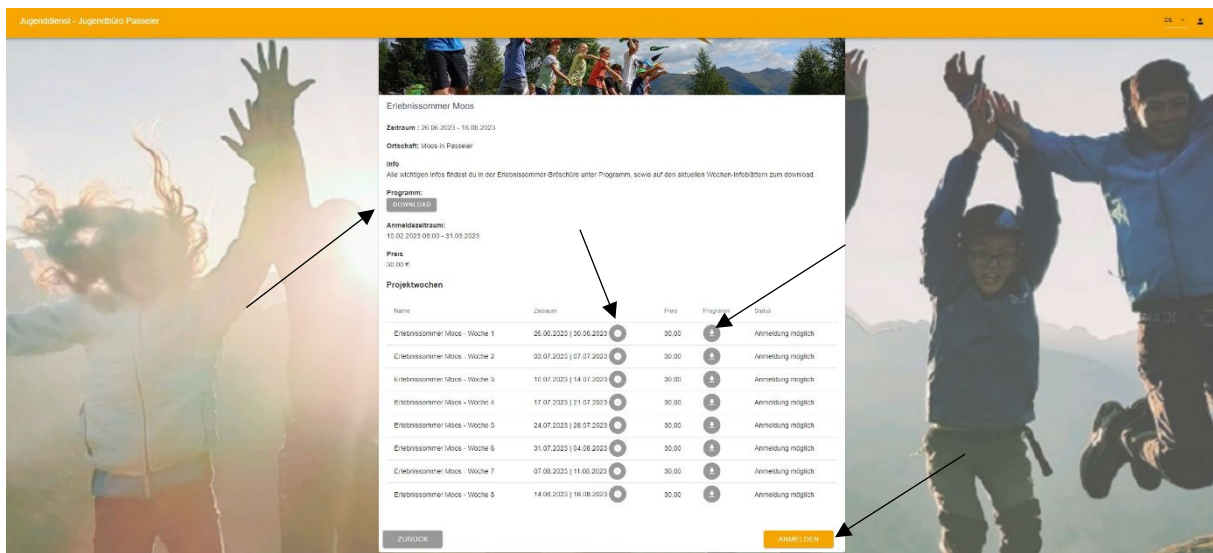 Jugenddienst - Jugendbüro Passeier
DE
Erlebnissommer Moos
Zeitraum : 26.06.2023 - 18.08.2023
Ortschaft: Moos in Passeier
Info
Alle wichtigen Infos findest du in der Erlebnissommer-Bröschüre unter Programm, sowie auf den aktuellen Wochen-Infoblättern zum download.
Programm:
DOWNLOAD
Anmeldezeitraum:
15.02.2023 08:00 - 31.03.2023
Preis
30,00 €
Projektwochen
Name Zeitraum Preis Programm Status
Erlebnissommer Moos - Woche 1 26.06.2023 | 30.06.2023 30,00 Anmeldung möglich
Erlebnissommer Moos - Woche 2 03.07.2023 | 07.07.2023 30,00 Anmeldung möglich
Erlebnissommer Moos - Woche 3 10.07.2023 | 14.07.2023 30,00 Anmeldung möglich
Erlebnissommer Moos - Woche 4 17.07.2023 | 21.07.2023 30,00 Anmeldung möglich
Erlebnissommer Moos - Woche 5 24.07.2023 | 28.07.2023 30,00 Anmeldung möglich
Erlebnissommer Moos - Woche 6 31.07.2023 | 04.08.2023 30,00 Anmeldung möglich
Erlebnissommer Moos - Woche 7 07.08.2023 | 11.08.2023 30,00 Anmeldung möglich
Erlebnissommer Moos - Woche 8 14.08.2023 | 18.08.2023 30,00 Anmeldung möglich
ZURÜCK ANMELDEN